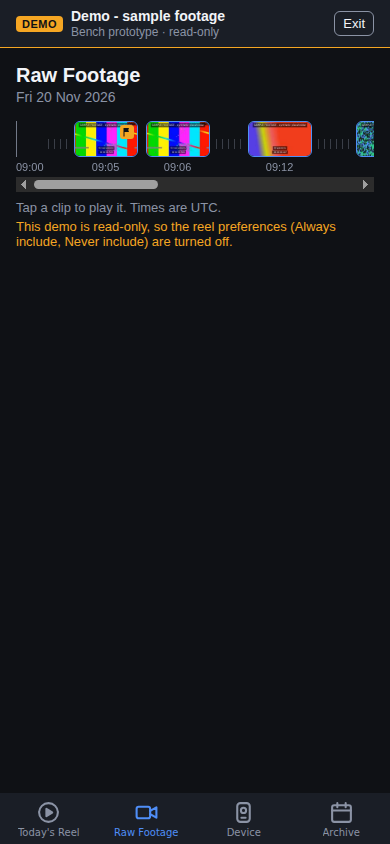 DEMO
Demo - sample footage
Bench prototype · read-only
Exit
Raw Footage
Fri 20 Nov 2026
09:00
09:05
09:06
09:12
Tap a clip to play it. Times are UTC.
This demo is read-only, so the reel preferences (Always
include, Never include) are turned off.
Today's Reel
Raw Footage
Device
Archive